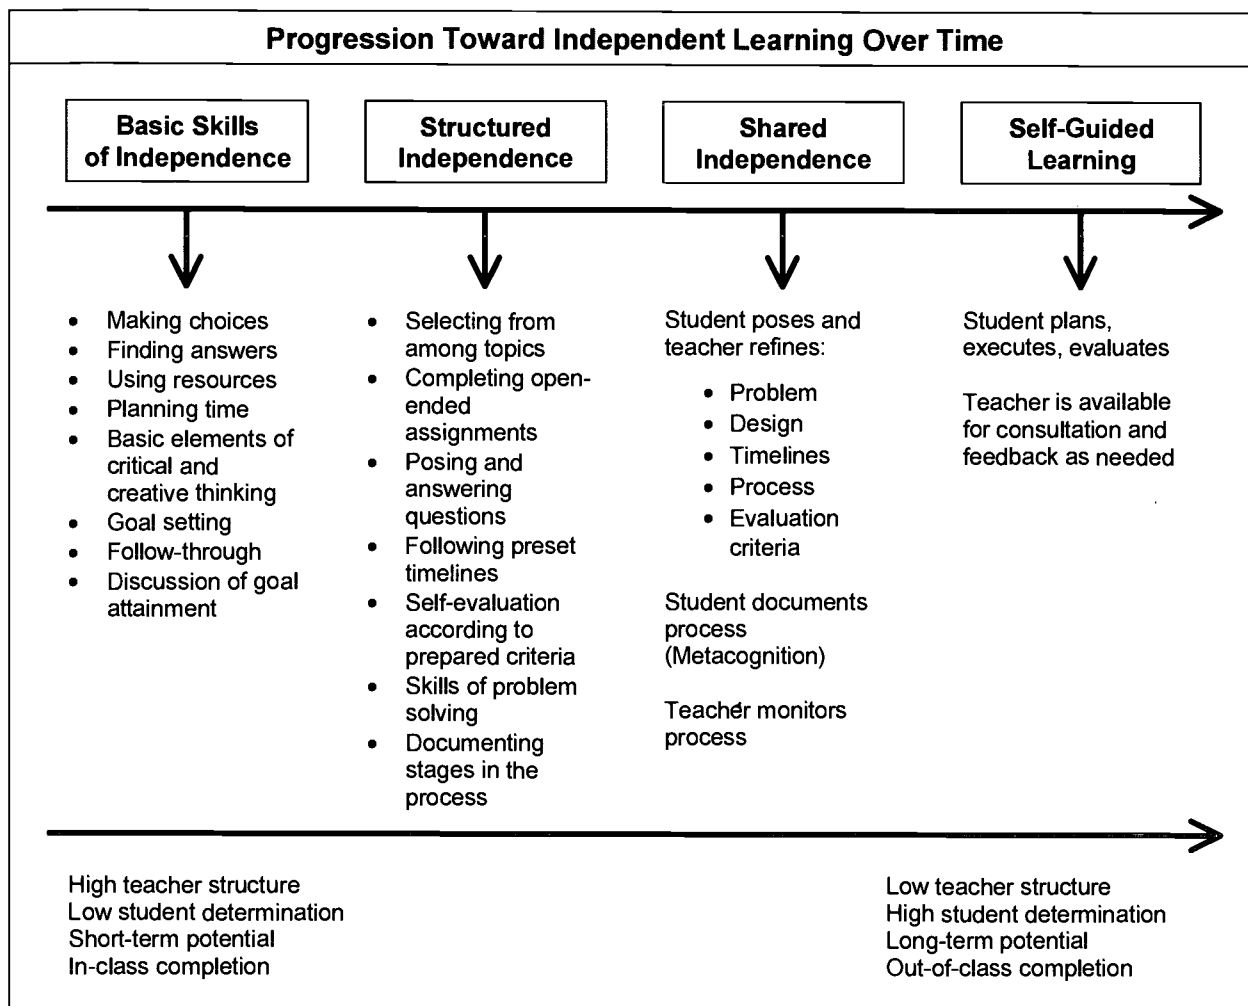 Progression Toward Independent Learning Over Time
Basic Skills
of Independence
Structured
Independence
Shared
Independence
Self-Guided
Learning
• Making choices
• Finding answers
• Using resources
• Planning time
• Basic elements of
critical and
creative thinking
• Goal setting
• Follow-through
• Discussion of goal
attainment
• Selecting from
among topics
• Completing open-
ended
assignments
• Posing and
answering
questions
• Following preset
timelines
• Self-evaluation
according to
prepared criteria
• Skills of problem
solving
• Documenting
stages in the
process
Student poses and
teacher refines:
• Problem
• Design
• Timelines
• Process
• Evaluation
criteria
Student documents
process
(Metacognition)
Teacher monitors
process
Student plans,
executes, evaluates
Teacher is available
for consultation and
feedback as needed
High teacher structure
Low student determination
Short-term potential
In-class completion
Low teacher structure
High student determination
Long-term potential
Out-of-class completion